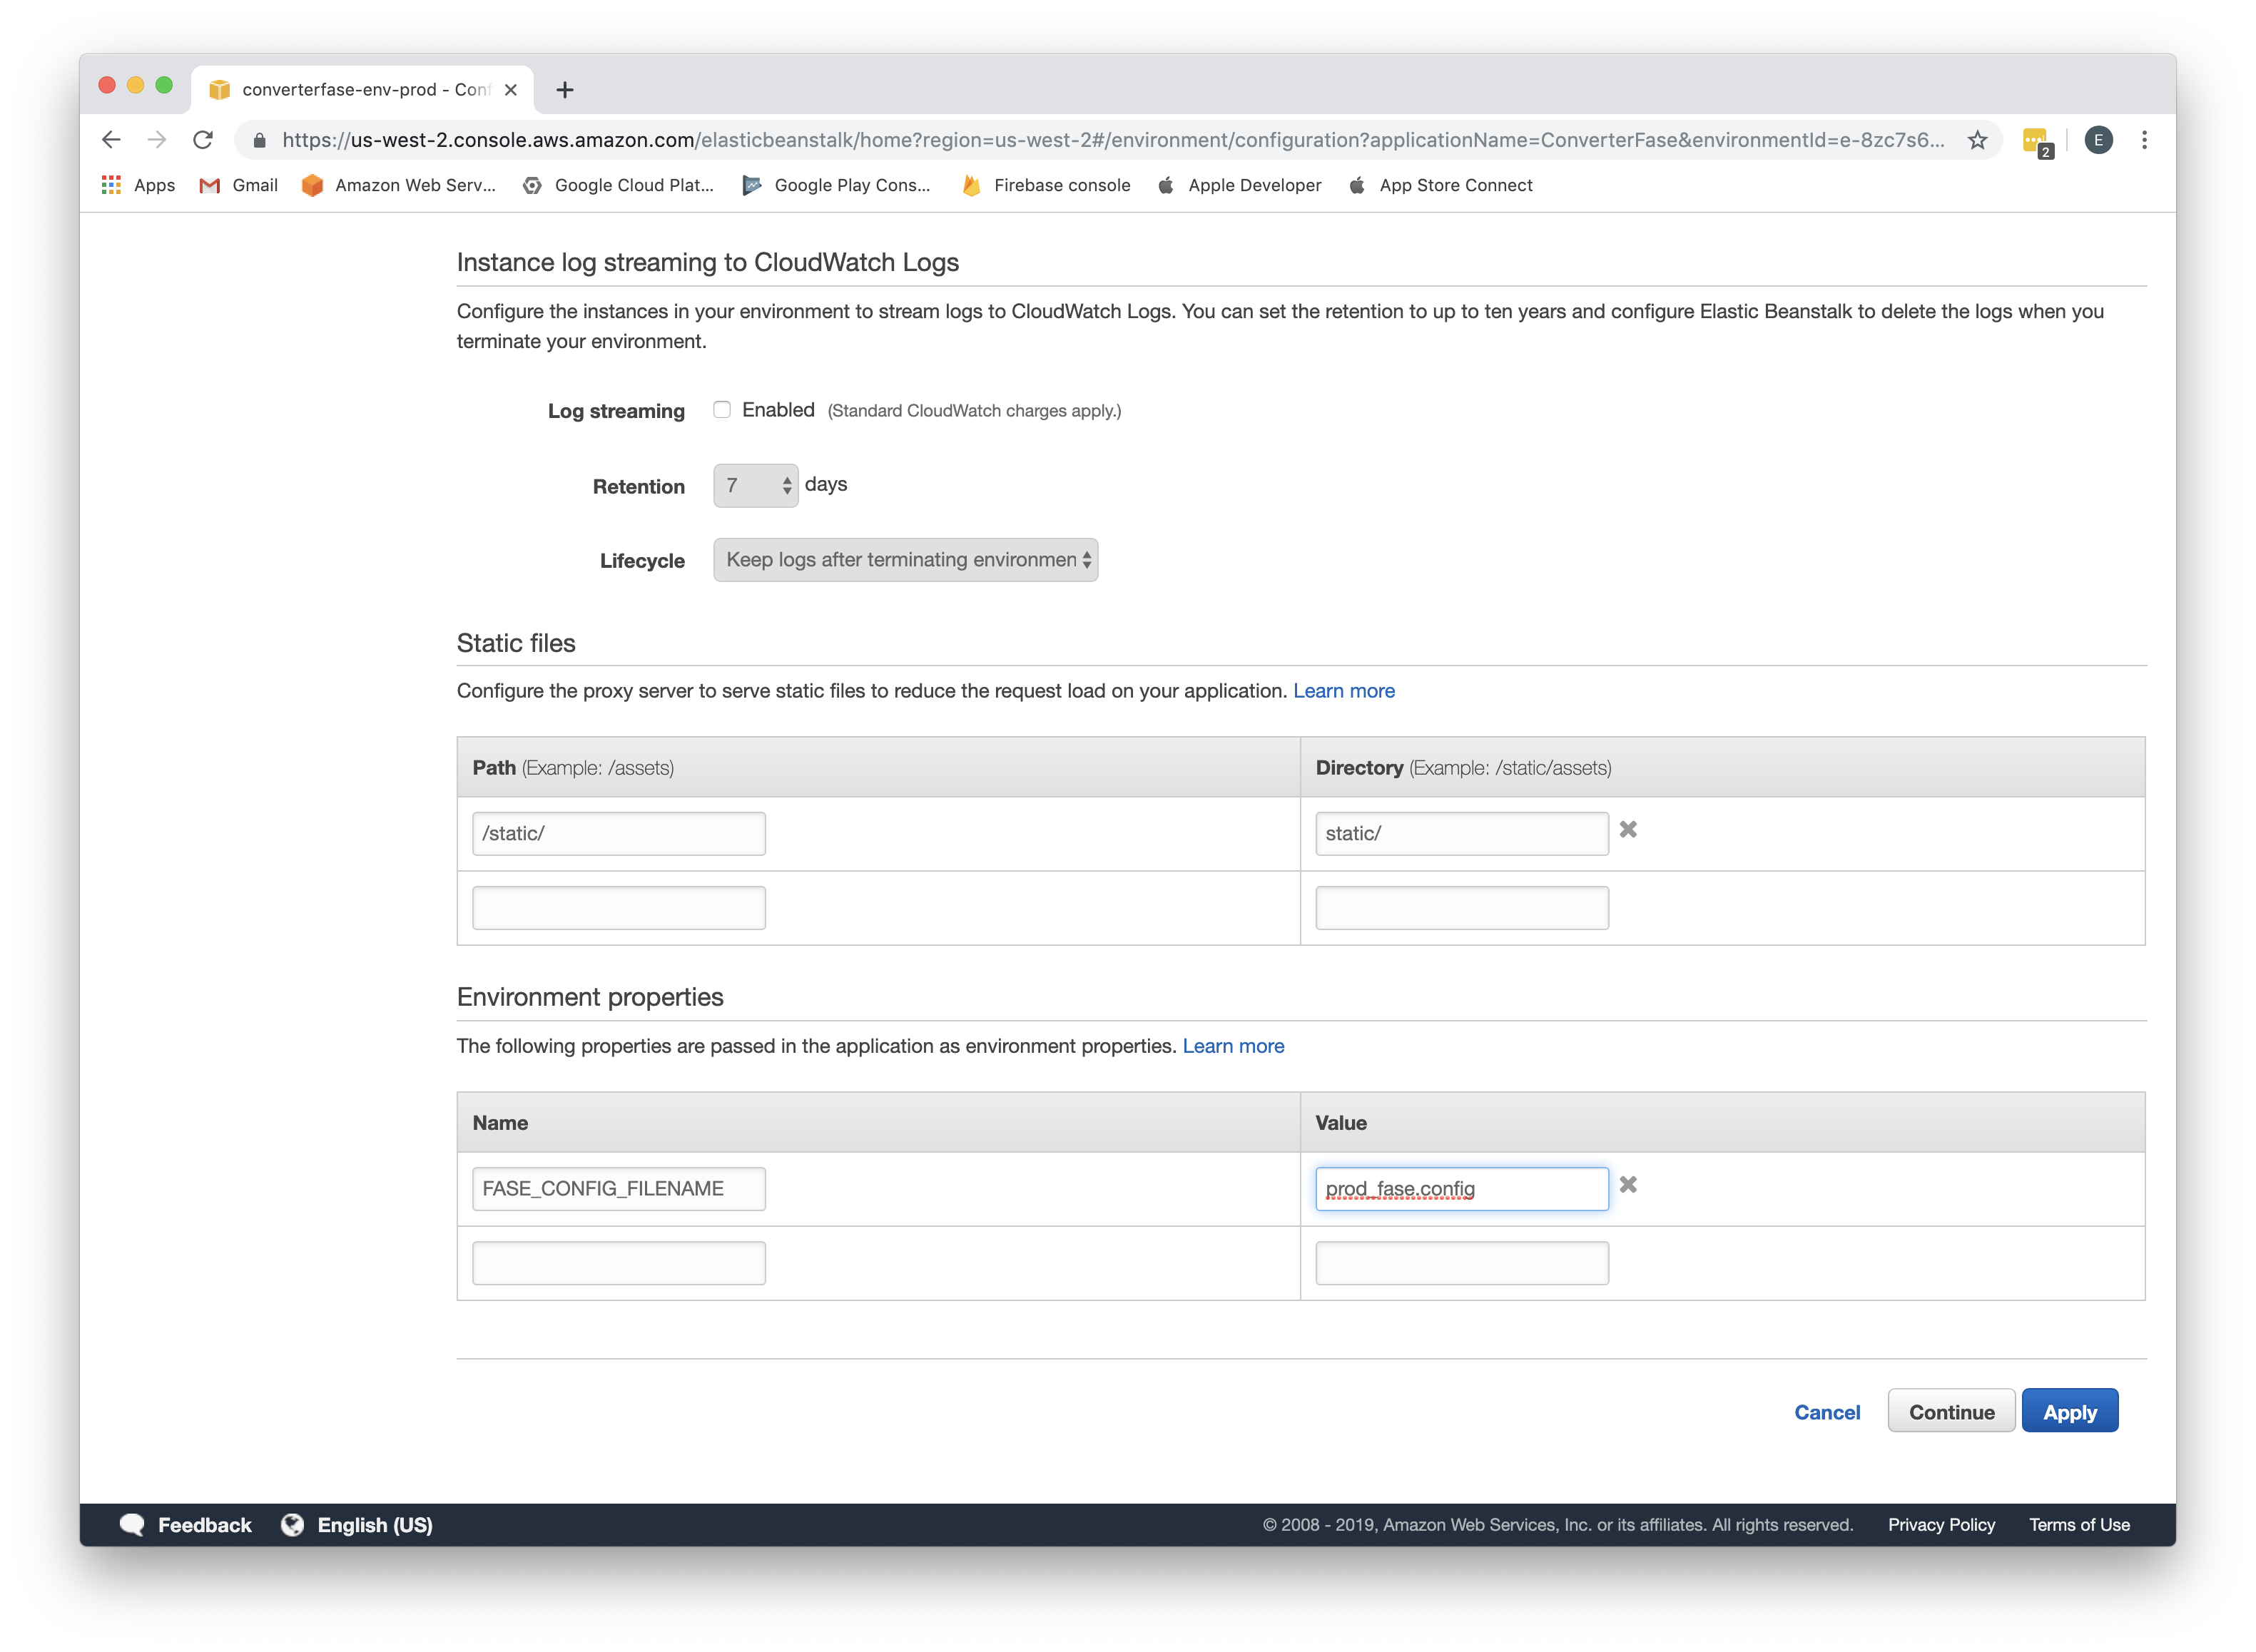 converterfase-env-prod - Conf
https://us-west-2.console.aws.amazon.com/elasticbeanstalk/home?region=us-west-2#/environment/configuration?applicationName=ConverterFase&environmentId=e-8zc7s6...
2
E
Apps Gmail Amazon Web Serv... Google Cloud Plat... Google Play Cons... Firebase console Apple Developer App Store Connect
Instance log streaming to CloudWatch Logs
Configure the instances in your environment to stream logs to CloudWatch Logs. You can set the retention to up to ten years and configure Elastic Beanstalk to delete the logs when you
terminate your environment.
Log streaming Enabled (Standard CloudWatch charges apply.)
Retention 7 days
Lifecycle Keep logs after terminating environmen
Static files
Configure the proxy server to serve static files to reduce the request load on your application. Learn more
Path (Example: /assets) Directory (Example: /static/assets)
/static/ static/
Environment properties
The following properties are passed in the application as environment properties. Learn more
Name Value
FASE_CONFIG_FILENAME prod_fase.config
Cancel Continue Apply
Feedback English (US) © 2008 - 2019, Amazon Web Services, Inc. or its affiliates. All rights reserved. Privacy Policy Terms of Use